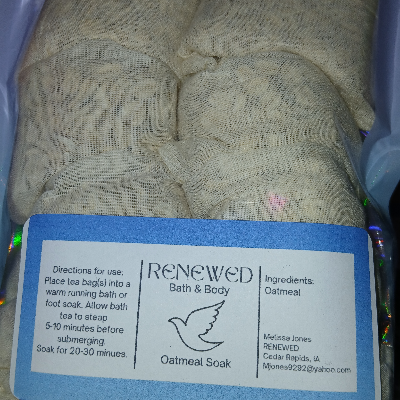 Directions for use:
Place tea bag(s) into a
warm running bath or
foot soak. Allow bath
tea to steep
5-10 minutes before
submerging.
Soak for 20-30 minues.
RENEWED
Bath & Body
Oatmeal Soak
Ingredients:
Oatmeal
Melissa Jones
RENEWED
Cedar Rapids, IA
Mjones9292@yahoo.com